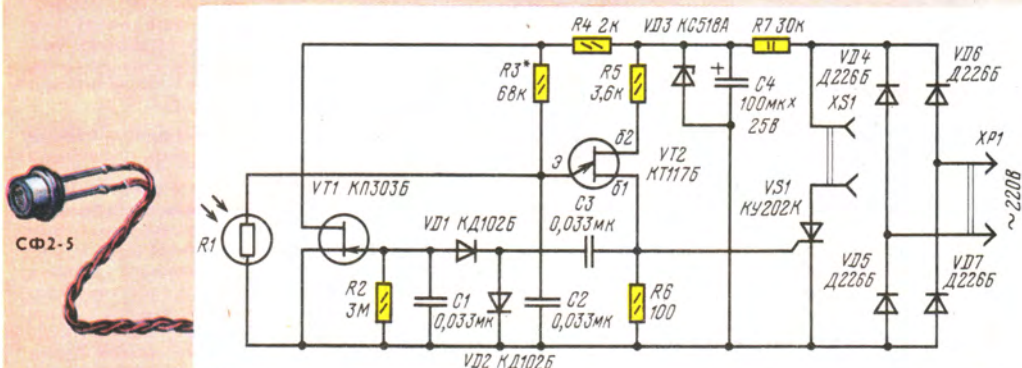 R4 2к
VD3 КС518А
R7 30к
VD4
Д226Б
VD6
Д226Б
R3*
68к
R5
3,6к
C4
100мк×
25В
+
XS1
XP1
~220В
б2
Э
б1
VT2
КТ117Б
VS1
КУ202К
VT1 КП303Б
СФ2-5
R1
VD1 КД102Б
C3
0,033мк
R2
3М
C1
0,033мк
C2
0,033мк
R6
100
VD5
Д226Б
VD7
Д226Б
VD2 КД102Б